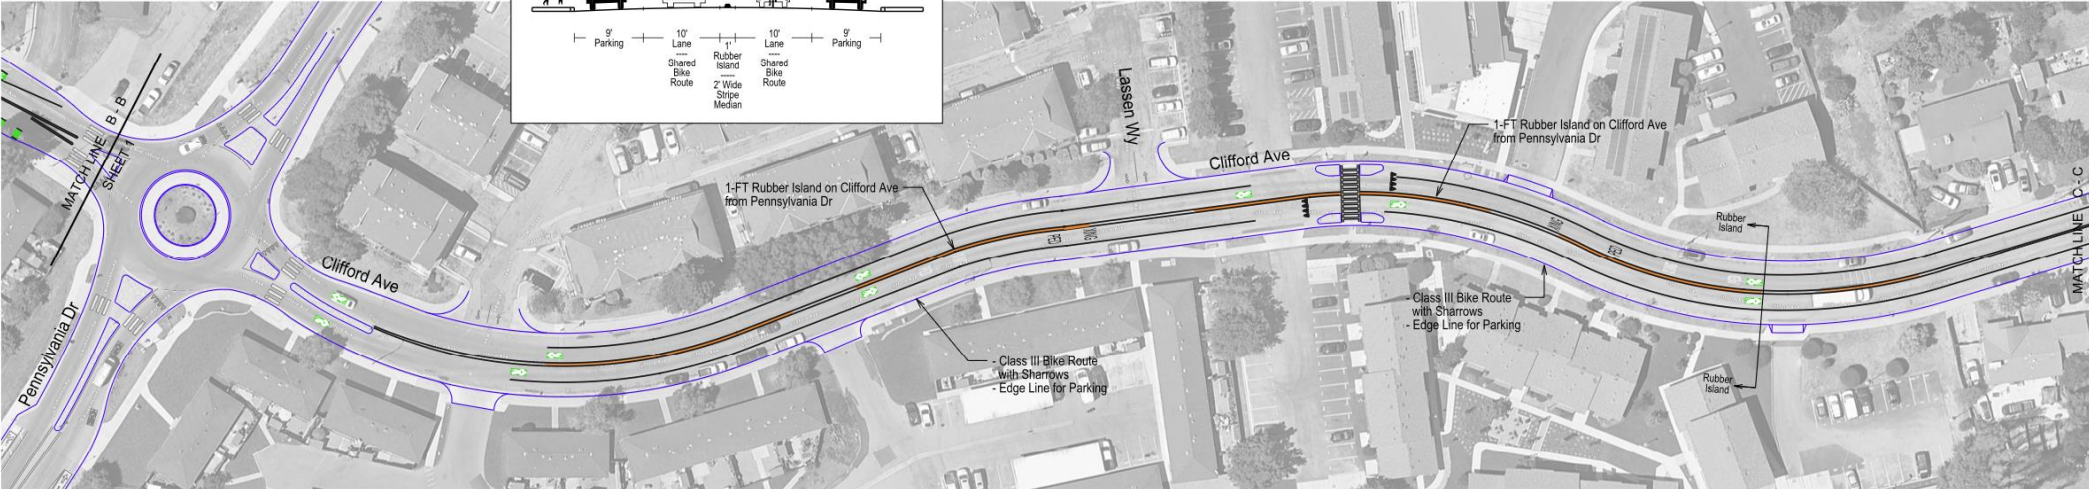 9'
Parking
10'
Lane
----
Shared
Bike
Route
1'
Rubber
Island
-----
2' Wide
Stripe
Median
10'
Lane
----
Shared
Bike
Route
9'
Parking
MATCH LINE B - B
SHEET 1
Lassen Wy
Clifford Ave
1-FT Rubber Island on Clifford Ave
from Pennsylvania Dr
1-FT Rubber Island on Clifford Ave
from Pennsylvania Dr
Rubber
Island
MATCH LINE C - C
Clifford Ave
PED
XING
XING
PED
Pennsylvania Dr
- Class III Bike Route
with Sharrows
- Edge Line for Parking
- Class III Bike Route
with Sharrows
- Edge Line for Parking
Rubber
Island